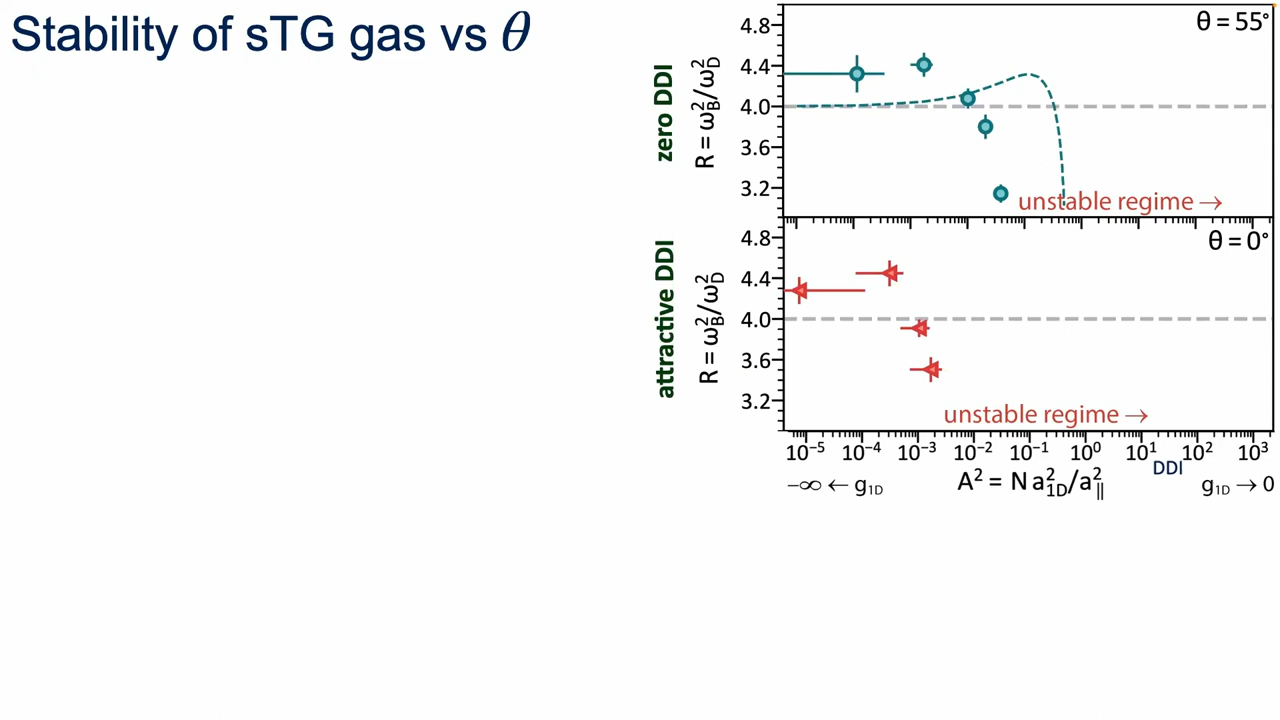 Stability of sTG gas vs θ
zero DDI
R = ω²B/ω²D
4.8
4.4
4.0
3.6
3.2
θ = 55°
unstable regime →
attractive DDI
R = ω²B/ω²D
4.8
4.4
4.0
3.6
3.2
θ = 0°
unstable regime →
10⁻⁵ 10⁻⁴ 10⁻³ 10⁻² 10⁻¹ 10⁰ 10¹ 10² 10³
DDI
−∞ ← g₁D A² = N a²₁D/a²∥ g₁D → 0